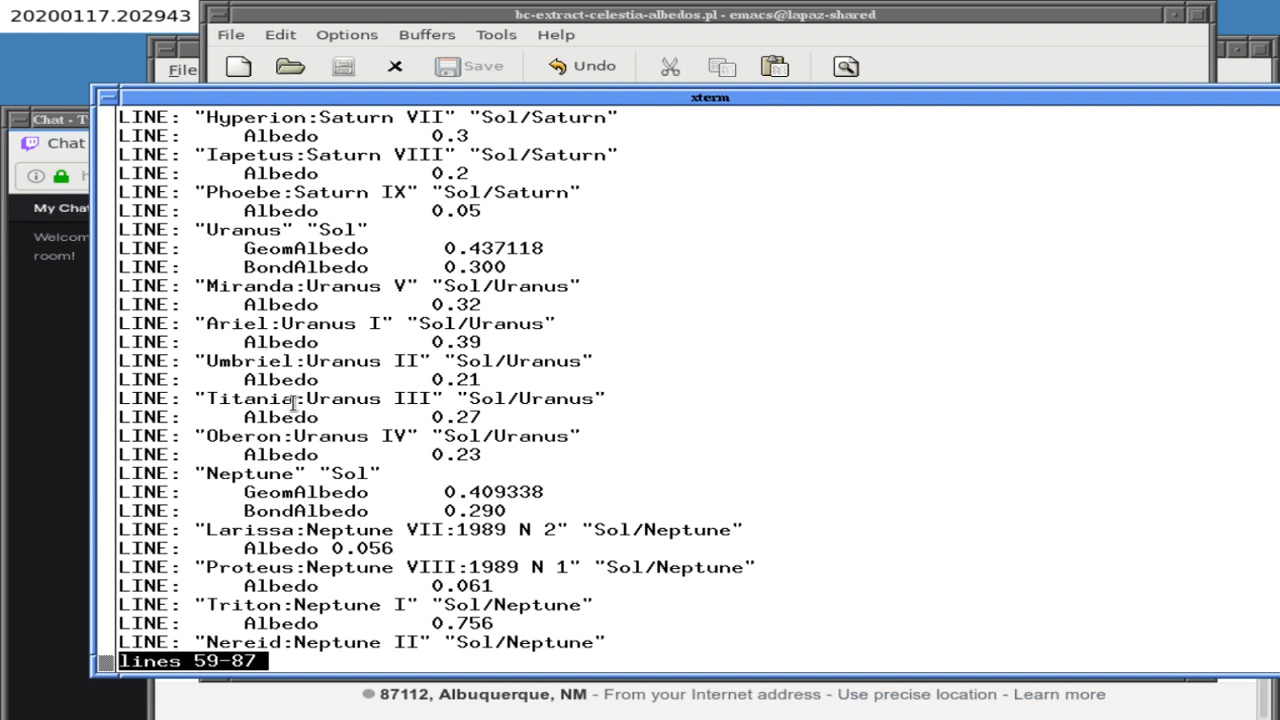 20200117.202943
bc-extract-celestia-albedos.pl - emacs@lapaz-shared
File Edit Options Buffers Tools Help
Save Undo
File
xterm
Chat - T
Chat
My Chat
Welcom
room!
LINE: "Hyperion:Saturn VII" "Sol/Saturn"
LINE: Albedo 0.3
LINE: "Iapetus:Saturn VIII" "Sol/Saturn"
LINE: Albedo 0.2
LINE: "Phoebe:Saturn IX" "Sol/Saturn"
LINE: Albedo 0.05
LINE: "Uranus" "Sol"
LINE: GeomAlbedo 0.437118
LINE: BondAlbedo 0.300
LINE: "Miranda:Uranus V" "Sol/Uranus"
LINE: Albedo 0.32
LINE: "Ariel:Uranus I" "Sol/Uranus"
LINE: Albedo 0.39
LINE: "Umbriel:Uranus II" "Sol/Uranus"
LINE: Albedo 0.21
LINE: "Titania:Uranus III" "Sol/Uranus"
LINE: Albedo 0.27
LINE: "Oberon:Uranus IV" "Sol/Uranus"
LINE: Albedo 0.23
LINE: "Neptune" "Sol"
LINE: GeomAlbedo 0.409338
LINE: BondAlbedo 0.290
LINE: "Larissa:Neptune VII:1989 N 2" "Sol/Neptune"
LINE: Albedo 0.056
LINE: "Proteus:Neptune VIII:1989 N 1" "Sol/Neptune"
LINE: Albedo 0.061
LINE: "Triton:Neptune I" "Sol/Neptune"
LINE: Albedo 0.756
LINE: "Nereid:Neptune II" "Sol/Neptune"
lines 59-87
87112, Albuquerque, NM - From your Internet address - Use precise location - Learn more